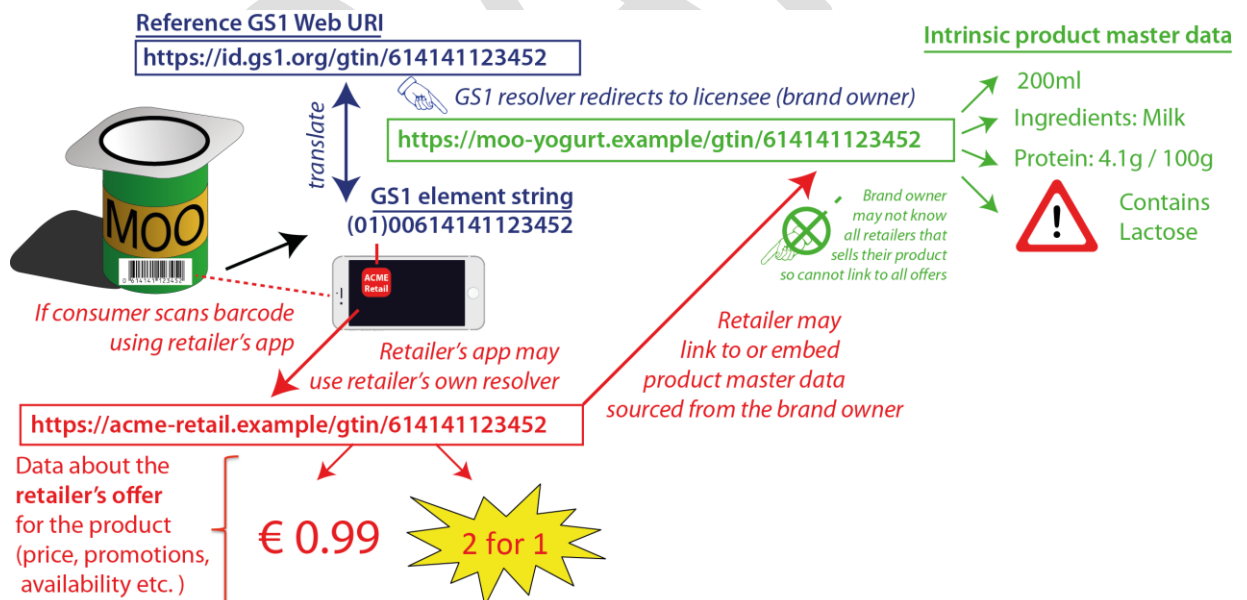 Reference GS1 Web URI
https://id.gs1.org/gtin/614141123452
translate
GS1 resolver redirects to licensee (brand owner)
https://moo-yogurt.example/gtin/614141123452
Intrinsic product master data
200ml
Ingredients: Milk
Protein: 4.1g / 100g
!
Contains
Lactose
GS1 element string
(01)00614141123452
Brand owner
may not know
all retailers that
sells their product
so cannot link to all offers
MOO
0 614141 123452
ACME
Retail
If consumer scans barcode
using retailer's app
Retailer's app may
use retailer's own resolver
Retailer may
link to or embed
product master data
sourced from the brand owner
https://acme-retail.example/gtin/614141123452
Data about the
retailer's offer
for the product
(price, promotions,
availability etc. )
€ 0.99
2 for 1